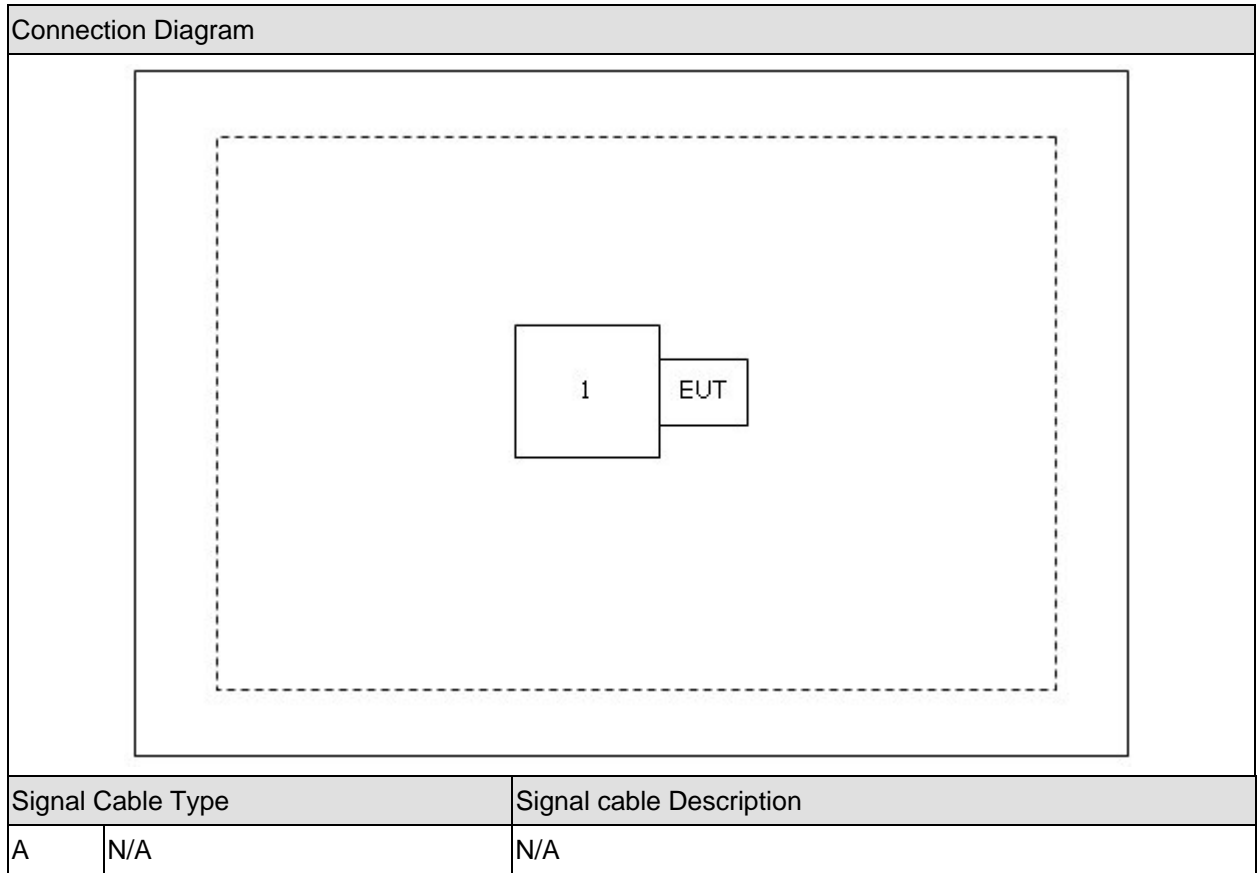 Connection Diagram
1 EUT
Signal Cable Type Signal cable Description
A N/A N/A